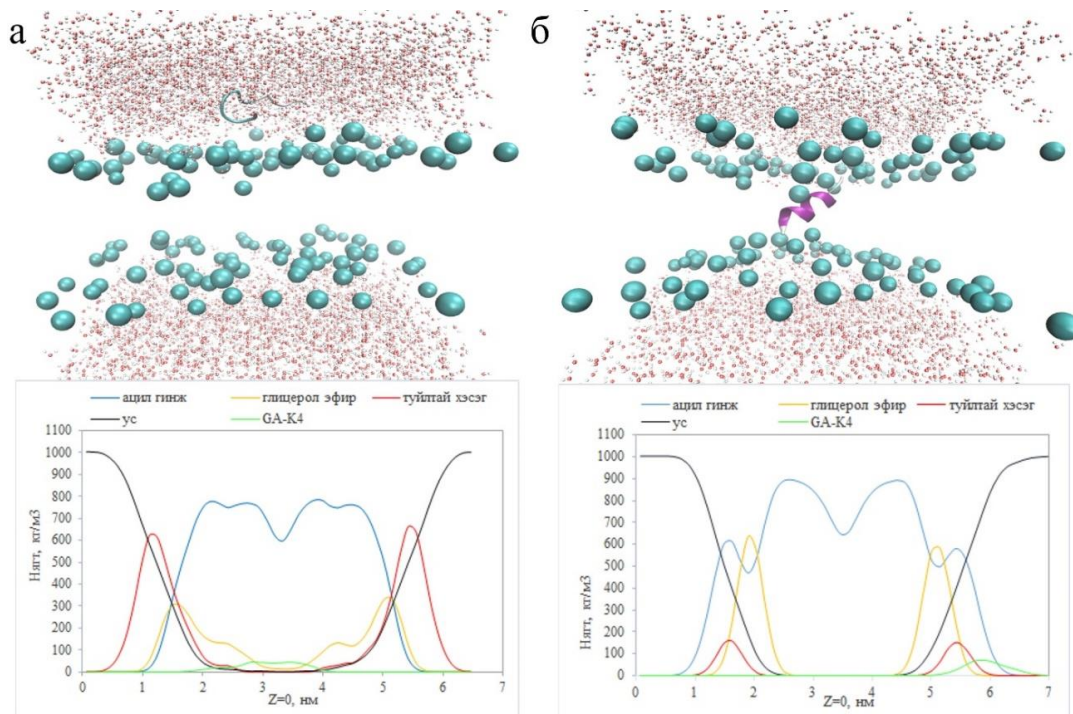 а
б
ацил гинж глицерол эфир туйлтай хэсэг
ус GA-K4
1100
1000
900
800
700
600
500
400
300
200
100
0
Нягт, кг/м3
0 1 2 3 4 5 6 7
Z=0, нм
ацил гинж глицерол эфир туйлтай хэсэг
ус GA-K4
1100
1000
900
800
700
600
500
400
300
200
100
0
Нягт, кг/м3
0 1 2 3 4 5 6 7
Z=0, нм